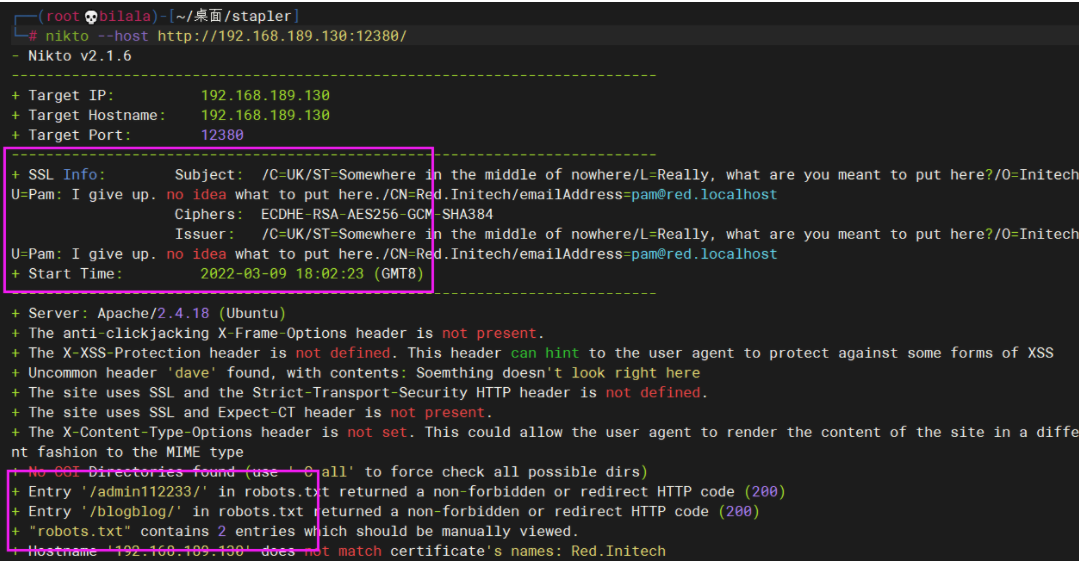 ┌──(root💀bilala)-[~/桌面/stapler]
└─# nikto --host http://192.168.189.130:12380/
- Nikto v2.1.6
---------------------------------------------------------------------------
+ Target IP:          192.168.189.130
+ Target Hostname:    192.168.189.130
+ Target Port:        12380
---------------------------------------------------------------------------
+ SSL Info:        Subject:  /C=UK/ST=Somewhere in the middle of nowhere/L=Really, what are you meant to put here?/O=Initech
U=Pam: I give up. no idea what to put here./CN=Red.Initech/emailAddress=pam@red.localhost
                   Ciphers:  ECDHE-RSA-AES256-GCM-SHA384
                   Issuer:   /C=UK/ST=Somewhere in the middle of nowhere/L=Really, what are you meant to put here?/O=Initech
U=Pam: I give up. no idea what to put here./CN=Red.Initech/emailAddress=pam@red.localhost
+ Start Time:         2022-03-09 18:02:23 (GMT8)
---------------------------------------------------------------------------
+ Server: Apache/2.4.18 (Ubuntu)
+ The anti-clickjacking X-Frame-Options header is not present.
+ The X-XSS-Protection header is not defined. This header can hint to the user agent to protect against some forms of XSS
+ Uncommon header 'dave' found, with contents: Soemthing doesn't look right here
+ The site uses SSL and the Strict-Transport-Security HTTP header is not defined.
+ The site uses SSL and Expect-CT header is not present.
+ The X-Content-Type-Options header is not set. This could allow the user agent to render the content of the site in a diffe
nt fashion to the MIME type
+ No CGI Directories found (use '-C all' to force check all possible dirs)
+ Entry '/admin112233/' in robots.txt returned a non-forbidden or redirect HTTP code (200)
+ Entry '/blogblog/' in robots.txt returned a non-forbidden or redirect HTTP code (200)
+ "robots.txt" contains 2 entries which should be manually viewed.
+ Hostname '192.168.189.130' does not match certificate's names: Red.Initech